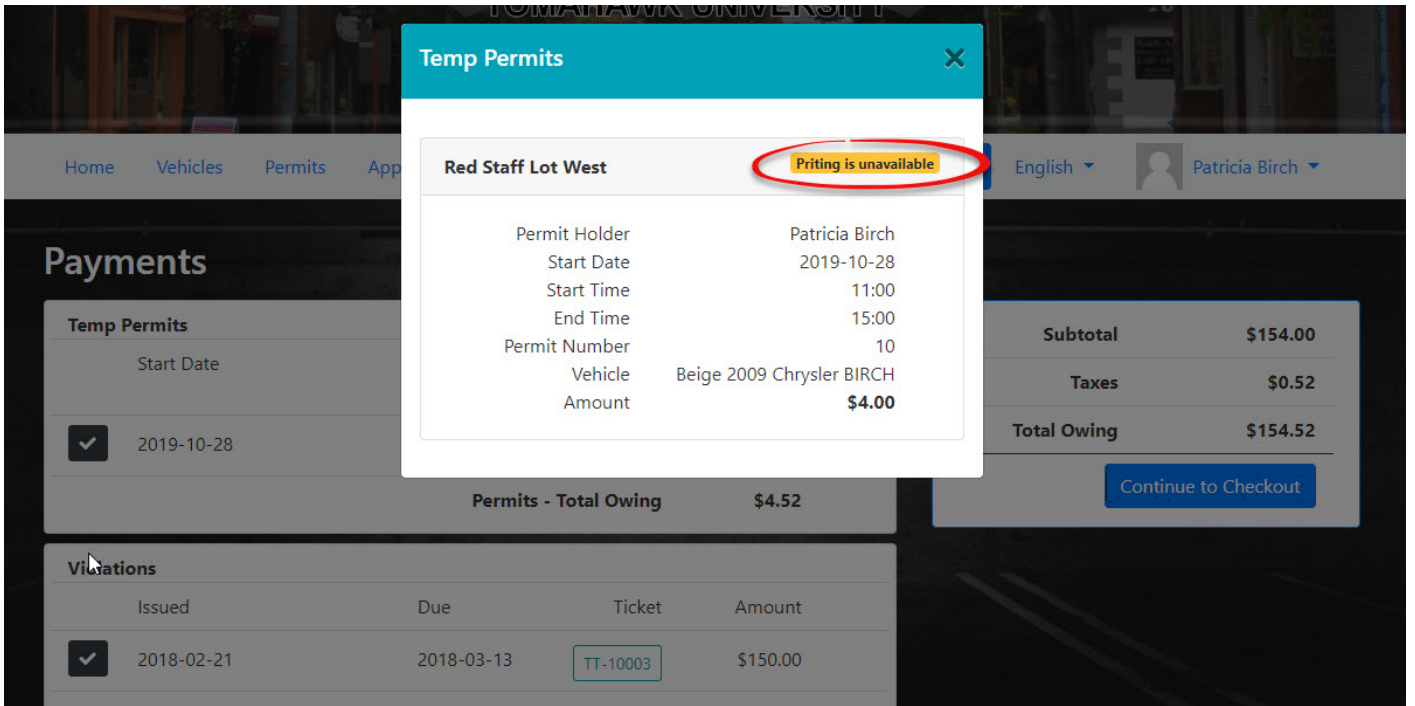 TOMAHAWK UNIVERSITY
Temp Permits
Home Vehicles Permits App English Patricia Birch
Red Staff Lot West Priting is unavailable
Permit Holder Patricia Birch
Start Date 2019-10-28
Start Time 11:00
End Time 15:00
Permit Number 10
Vehicle Beige 2009 Chrysler BIRCH
Amount $4.00
Payments
Temp Permits
Start Date
2019-10-28
Permits - Total Owing $4.52
Subtotal $154.00
Taxes $0.52
Total Owing $154.52
Continue to Checkout
Violations
Issued Due Ticket Amount
2018-02-21 2018-03-13 TT-10003 $150.00